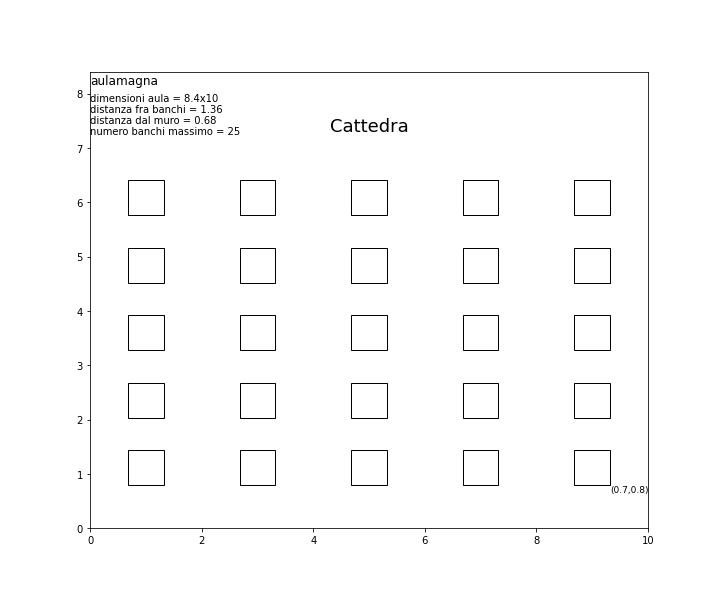 aulamagna
dimensioni aula = 8.4x10
distanza fra banchi = 1.36
distanza dal muro = 0.68
numero banchi massimo = 25
Cattedra
8
7
6
5
4
3
2
1
0
(0.7,0.8)
0 2 4 6 8 10